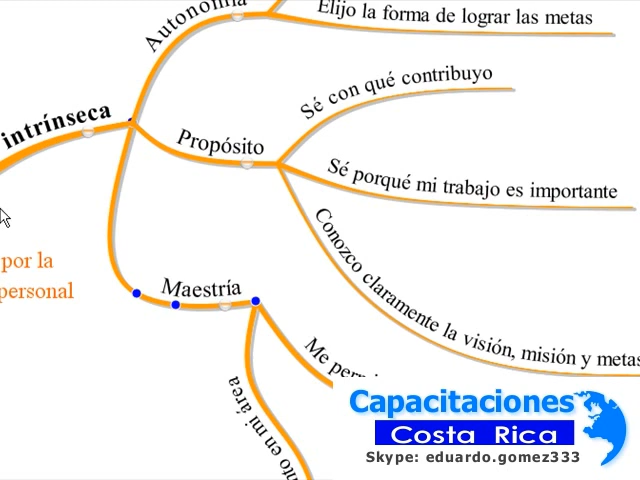 Autonomía
Elijo la forma de lograr las metas
intrínseca
Sé con qué contribuyo
Propósito
Sé porqué mi trabajo es importante
Conozco claramente la visión, misión y metas
por la
personal
Maestría
Me
en mi área
Capacitaciones
Costa Rica
Skype: eduardo.gomez333